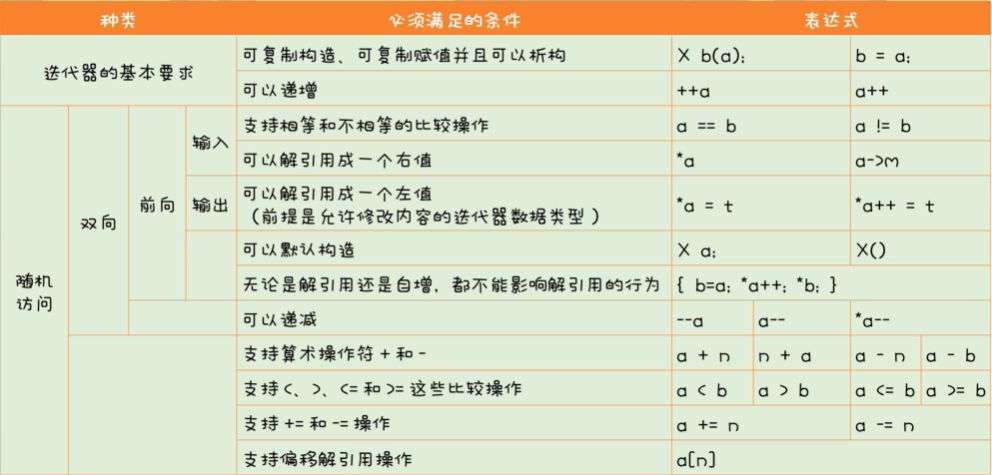 种类 必须满足的条件 表达式
迭代器的基本要求 可复制构造、可复制赋值并且可以析构 X b(a); b = a;
可以递增 ++a a++
随机访问 双向 前向 输入 支持相等和不相等的比较操作 a == b a != b
可以解引用成一个右值 *a a->m
输出 可以解引用成一个左值
（前提是允许修改内容的迭代器数据类型） *a = t *a++ = t
可以默认构造 X a; X()
无论是解引用还是自增，都不能影响解引用的行为 { b=a; *a++; *b; }
可以递减 --a a-- *a--
支持算术操作符 + 和 - a + n n + a a - n a - b
支持 <、>、<= 和 >= 这些比较操作 a < b a > b a <= b a >= b
支持 += 和 -= 操作 a += n a -= n
支持偏移解引用操作 a[n]